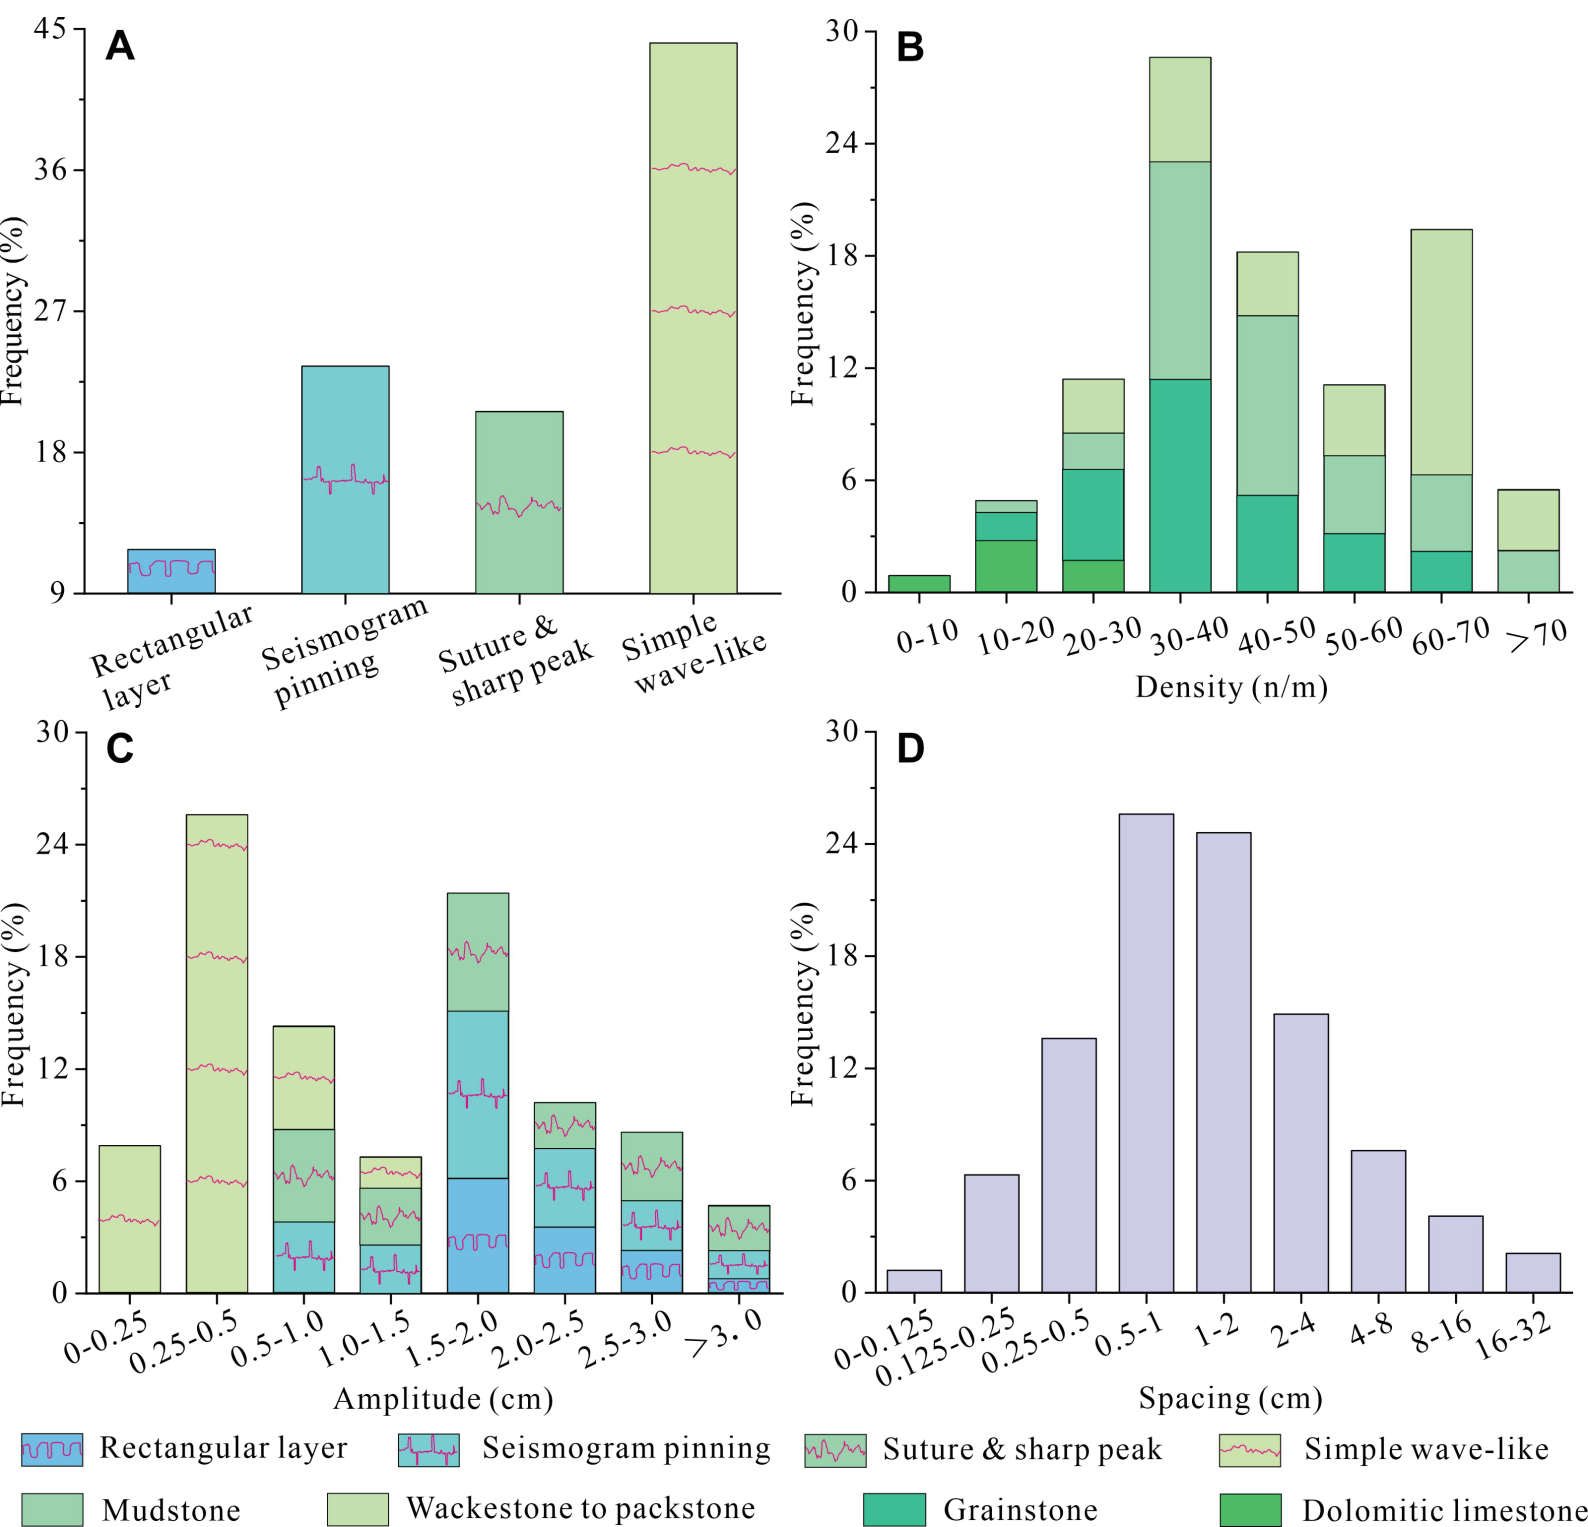 A
45
36
27
18
9
Frequency (%)
Rectangular
layer
Seismogram
pinning
Suture &
sharp peak
Simple
wave-like
B
30
24
18
12
6
0
Frequency (%)
0-10
10-20
20-30
30-40
40-50
50-60
60-70
>70
Density (n/m)
C
30
24
18
12
6
0
Frequency (%)
0-0.25
0.25-0.5
0.5-1.0
1.0-1.5
1.5-2.0
2.0-2.5
2.5-3.0
>3.0
Amplitude (cm)
D
30
24
18
12
6
0
Frequency (%)
0-0.125
0.125-0.25
0.25-0.5
0.5-1
1-2
2-4
4-8
8-16
16-32
Spacing (cm)
Rectangular layer
Seismogram pinning
Suture & sharp peak
Simple wave-like
Mudstone
Wackestone to packstone
Grainstone
Dolomitic limestone